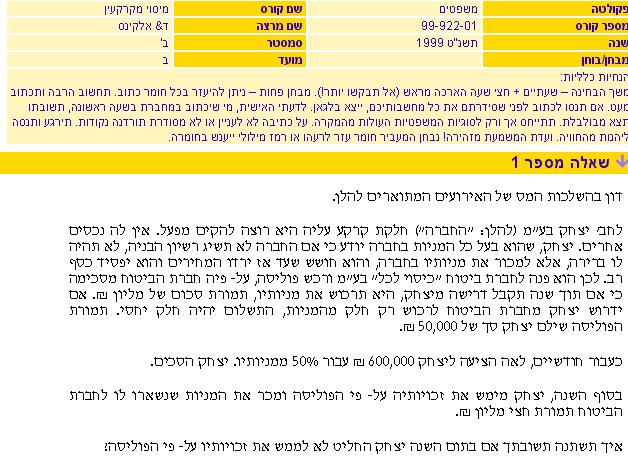 פקולטה משפטים שם קורס מיסוי מקרקעין
מספר קורס 99-922-01 שם מרצה ד& אלקינס
שנה תשנ"ט 1999 סמסטר ב'
מבחן/בוחן מועד ב
הנחיות כלליות:
משך הבחינה – שעתיים + חצי שעה הארכה מראש (אל תבקשו יותר!). מבחן פחות – ניתן להיעזר בכל חומר כתוב. תחשוב הרבה ותכתוב
מעט. אם תנסו לכתוב לפני שסידרתם את כל מחשבותיכם, ייצא בלגאן. לדעתי האישית, מי שיכתוב במחברת בשעה ראשונה, תשובתו
תצא מבולבלת. תתייחס אך ורק לסוגיות המשפטיות העולות מהמקרה. על כתיבה לא לעניין או לא מסודרת תורדנה נקודות. תירגע ותנסה
ליהנות מהחוויה. ועדת המשמעת מזהירה! נבחן המעביר חומר עזר לרעהו או רמז מילולי ייענש בחומרה.
שאלה מספר 1
דון בהשלכות המס של האירועים המתוארים להלן.
לחב' יצחק בע"מ (להלן: "החברה") חלקת קרקע עליה היא רוצה להקים מפעל. אין לה נכסים
אחרים. יצחק, שהוא בעל כל המניות בחברה יודע כי אם החברה לא תשיג רשיון הבניה, לא תהיה
לו ברירה, אלא למכור את מניותיו בחברה, והוא חושש שעד אז ירדו המחירים והוא יפסיד כסף
רב. לכן הוא פנה לחברת ביטוח "כיסוי לכל" בע"מ ורכש פוליסה, על- פיה חברת הביטוח מסכימה
כי אם תוך שנה תקבל דרישה מיצחק, היא תרכוש את מניותיו, תמורת סכום של מליון ₪. אם
ידרוש יצחק מחברת הביטוח לרכוש רק חלק מהמניות, התשלום יהיה חלק יחסי. תמורת
הפוליסה שילם יצחק סך של 50,000 ₪.
כעבור חודשיים, לאה הציעה ליצחק 600,000 ₪ עבור 50% ממניותיו. יצחק הסכים.
בסוף השנה, יצחק מימש את זכויותיה על- פי הפוליסה ומכר את המניות שנשארו לו לחברת
הביטוח תמורת חצי מליון ₪.
איך תשתנה תשובתך אם בתום השנה יצחק החליט לא לממש את זכויותיו על- פי הפוליסה?